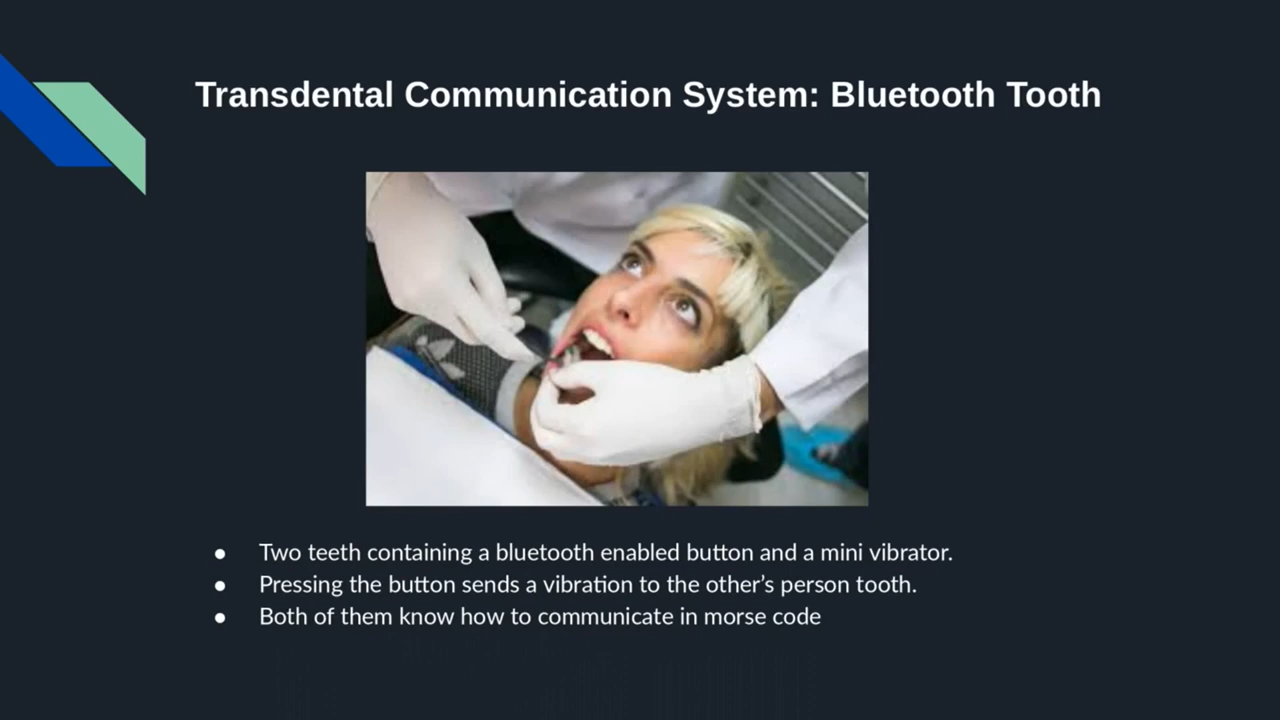 Transdental Communication System: Bluetooth Tooth
● Two teeth containing a bluetooth enabled button and a mini vibrator.
● Pressing the button sends a vibration to the other’s person tooth.
● Both of them know how to communicate in morse code